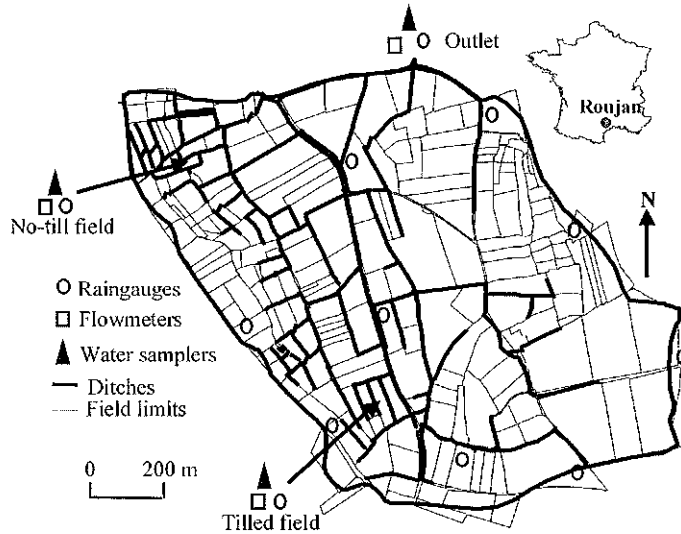 Outlet
Roujan
N
No-till field
Raingauges
Flowmeters
Water samplers
Ditches
Field limits
0 200 m
Tilled field